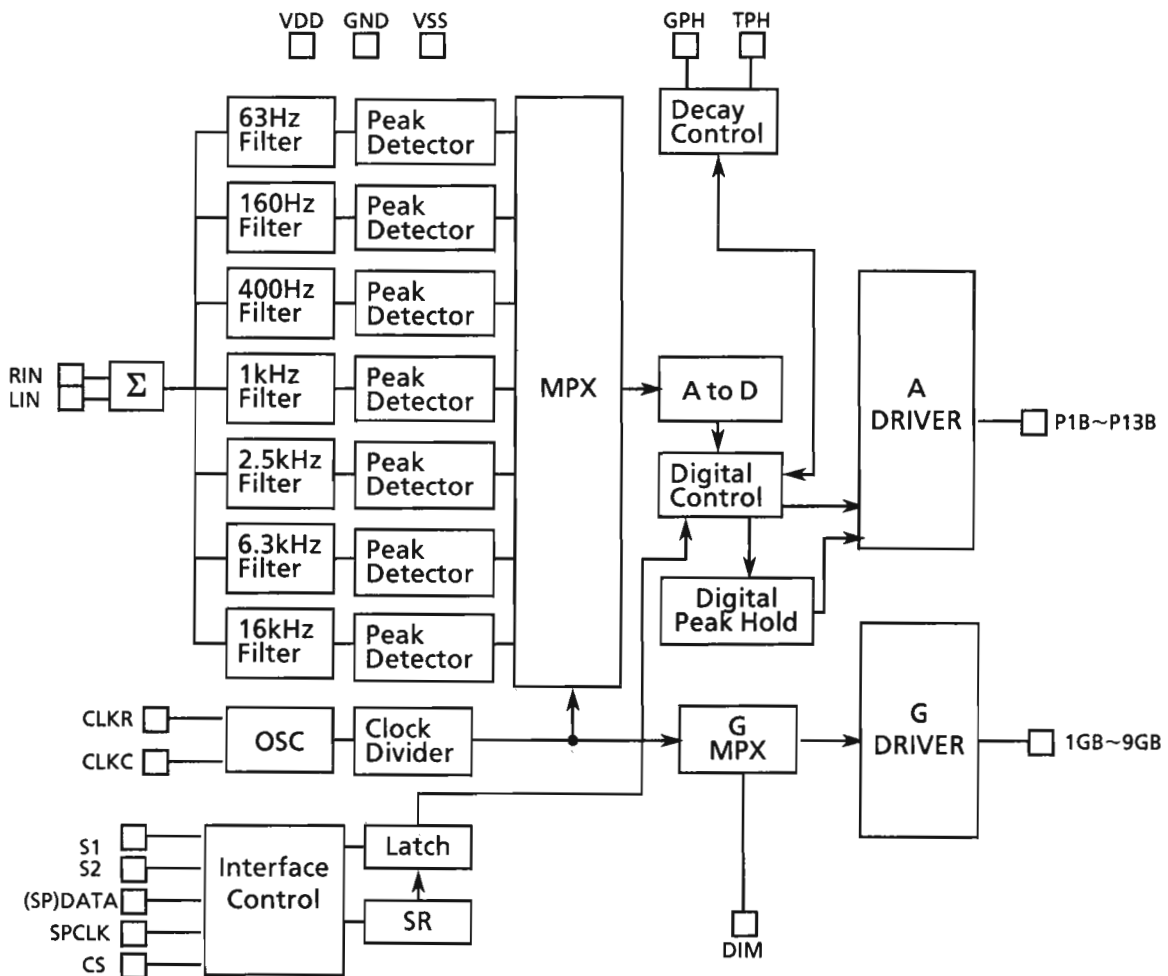 VDD GND VSS
GPH TPH
63Hz
Filter
Peak
Detector
Decay
Control
160Hz
Filter
Peak
Detector
400Hz
Filter
Peak
Detector
RIN
LIN
Σ
1kHz
Filter
Peak
Detector
MPX
A to D
A
DRIVER
P1B~P13B
2.5kHz
Filter
Peak
Detector
Digital
Control
6.3kHz
Filter
Peak
Detector
Digital
Peak Hold
16kHz
Filter
Peak
Detector
CLKR
CLKC
OSC
Clock
Divider
G
MPX
G
DRIVER
1GB~9GB
S1
S2
(SP)DATA
SPCLK
CS
Interface
Control
Latch
SR
DIM